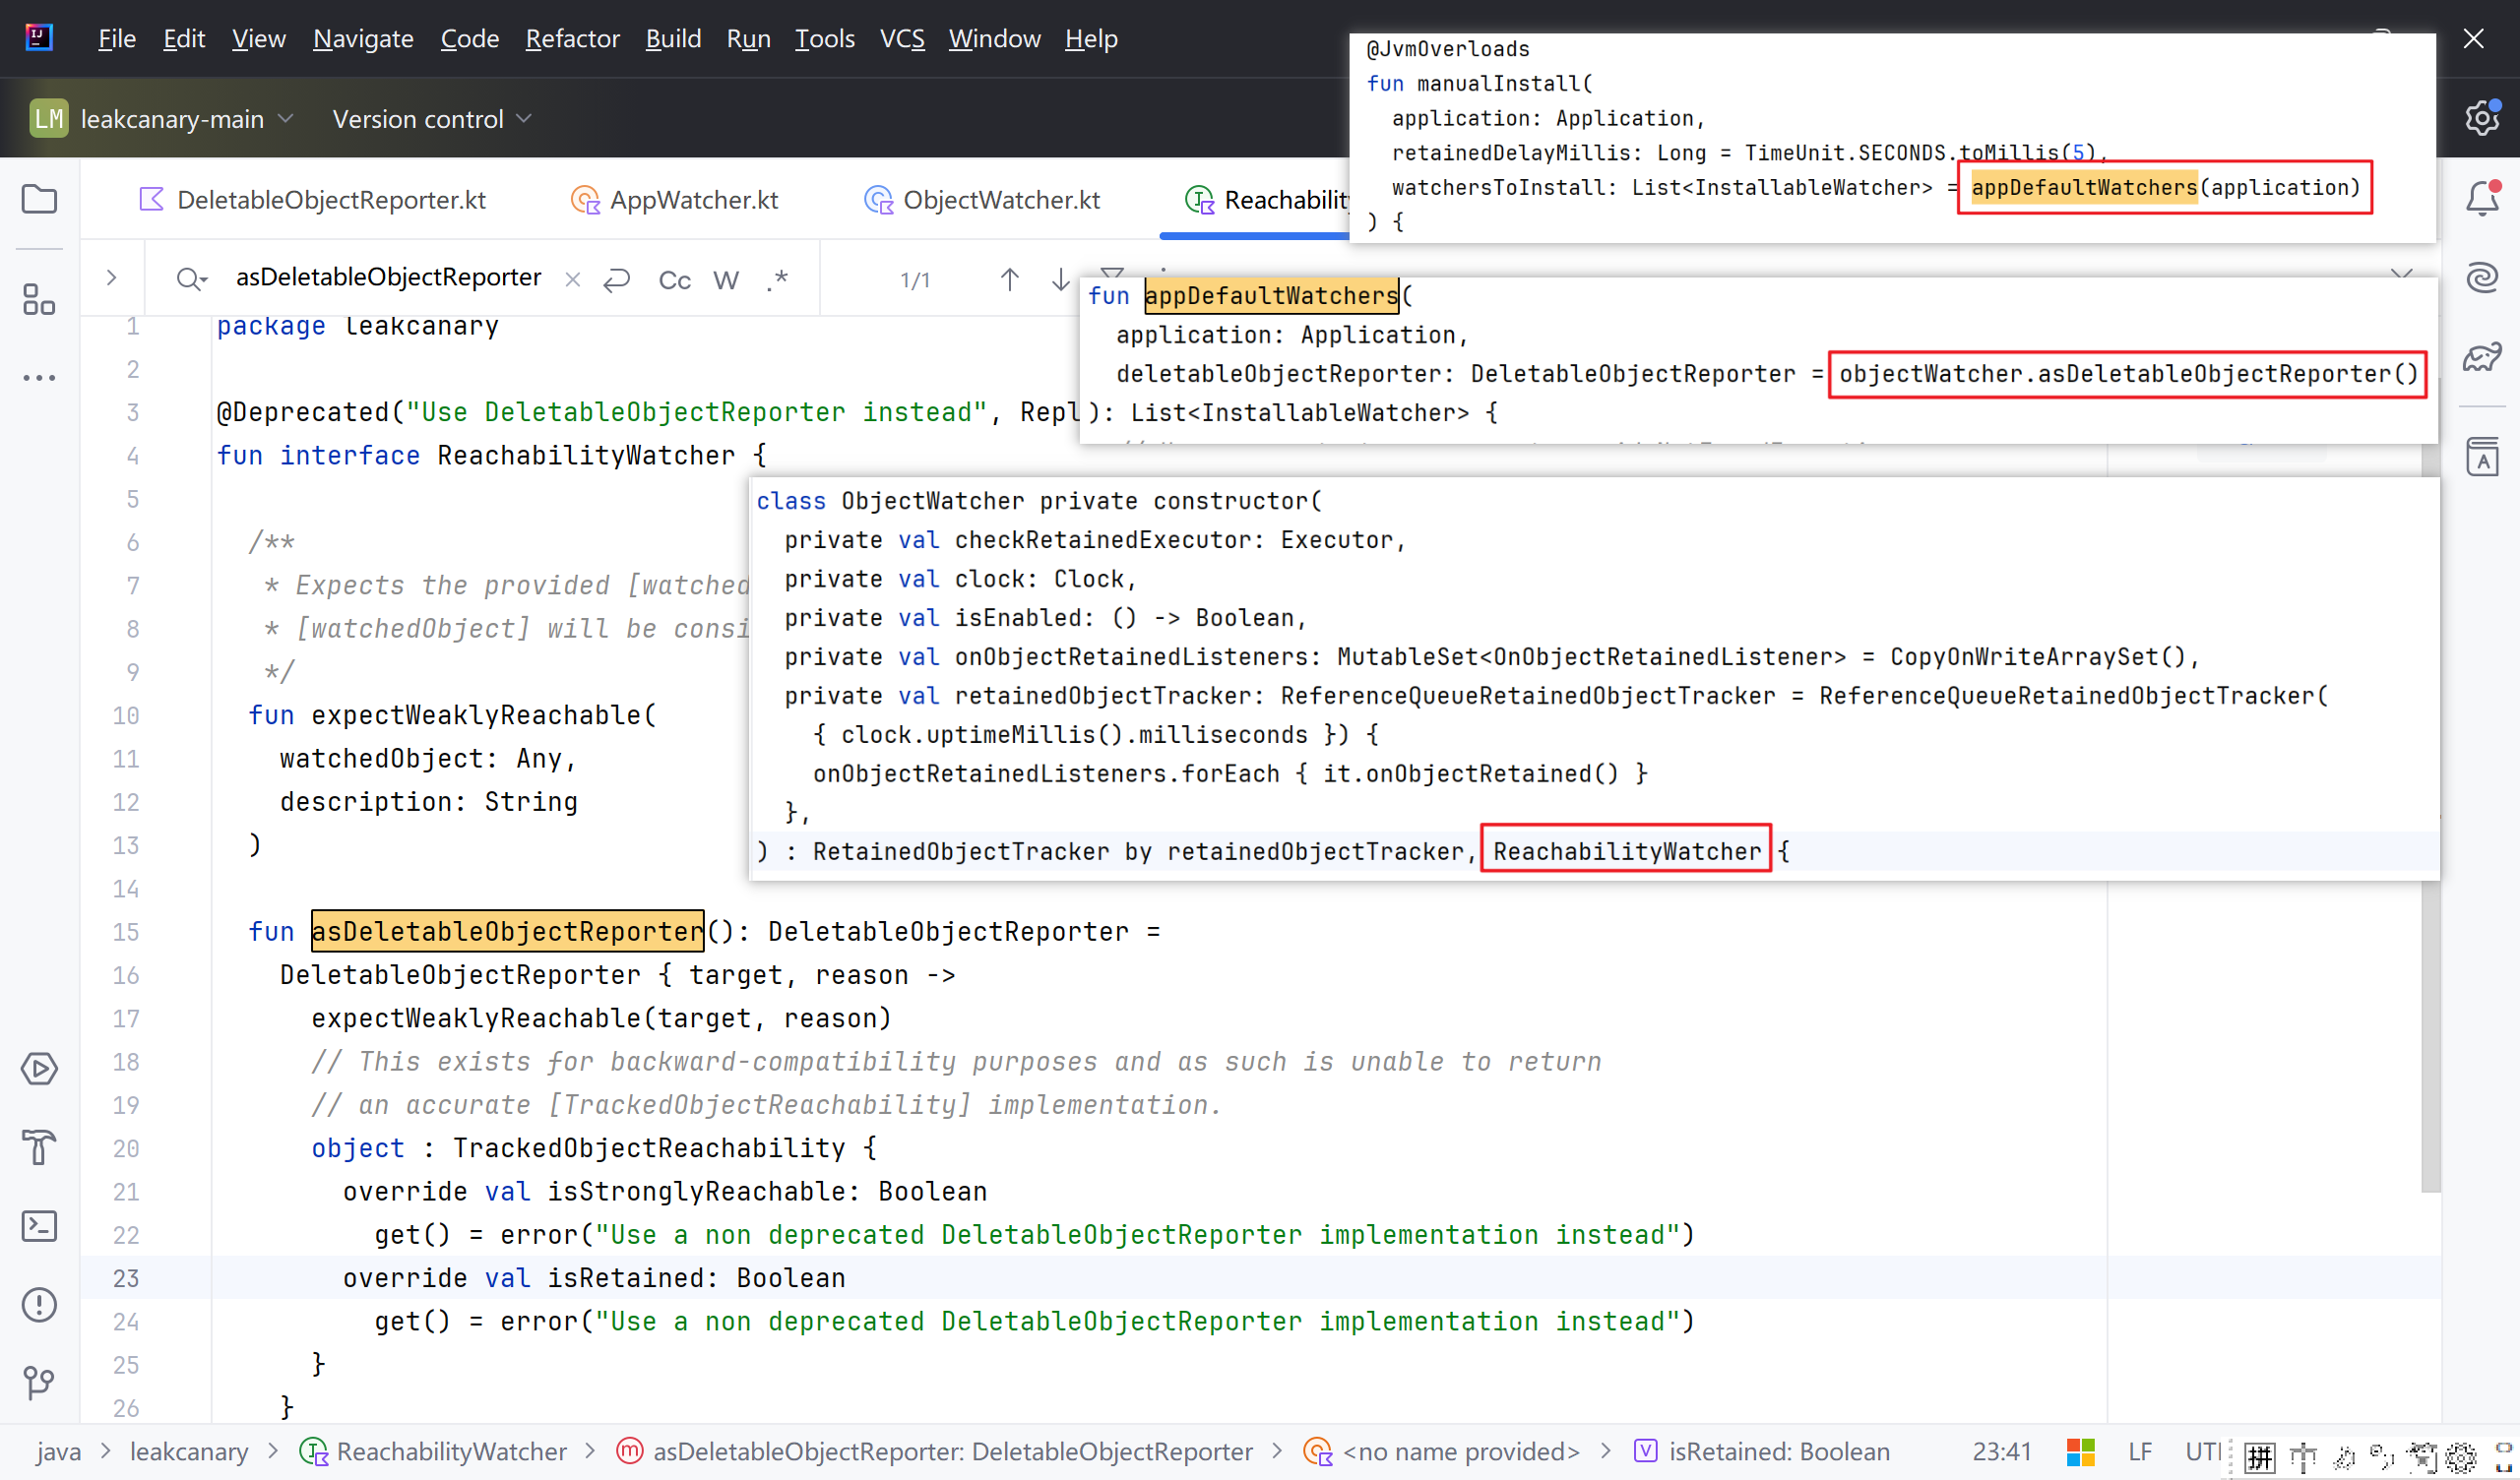 File Edit View Navigate Code Refactor Build Run Tools VCS Window Help
LM leakcanary-main Version control
DeletableObjectReporter.kt AppWatcher.kt ObjectWatcher.kt
@JvmOverloads
fun manualInstall(
application: Application,
retainedDelayMillis: Long = TimeUnit.SECONDS.toMillis(5),
watchersToInstall: List<InstallableWatcher> = appDefaultWatchers(application)
) {
asDeletableObjectReporter Cc W .* 1/1
fun appDefaultWatchers(
application: Application,
deletableObjectReporter: DeletableObjectReporter = objectWatcher.asDeletableObjectReporter()
): List<InstallableWatcher> {
class ObjectWatcher private constructor(
private val checkRetainedExecutor: Executor,
private val clock: Clock,
private val isEnabled: () -> Boolean,
private val onObjectRetainedListeners: MutableSet<OnObjectRetainedListener> = CopyOnWriteArraySet(),
private val retainedObjectTracker: ReferenceQueueRetainedObjectTracker = ReferenceQueueRetainedObjectTracker(
{ clock.uptimeMillis().milliseconds }) {
onObjectRetainedListeners.forEach { it.onObjectRetained() }
},
) : RetainedObjectTracker by retainedObjectTracker, ReachabilityWatcher {
1 package leakcanary
2
3 @Deprecated("Use DeletableObjectReporter instead", Repl
4 fun interface ReachabilityWatcher {
5
6 /**
7 * Expects the provided [watched
8 * [watchedObject] will be consi
9 */
10 fun expectWeaklyReachable(
11 watchedObject: Any,
12 description: String
13 )
14
15 fun asDeletableObjectReporter(): DeletableObjectReporter =
16 DeletableObjectReporter { target, reason ->
17 expectWeaklyReachable(target, reason)
18 // This exists for backward-compatibility purposes and as such is unable to return
19 // an accurate [TrackedObjectReachability] implementation.
20 object : TrackedObjectReachability {
21 override val isStronglyReachable: Boolean
22 get() = error("Use a non deprecated DeletableObjectReporter implementation instead")
23 override val isRetained: Boolean
24 get() = error("Use a non deprecated DeletableObjectReporter implementation instead")
25 }
26 }
java > leakcanary > ReachabilityWatcher > asDeletableObjectReporter: DeletableObjectReporter > <no name provided> > isRetained: Boolean 23:41 LF 拼 中